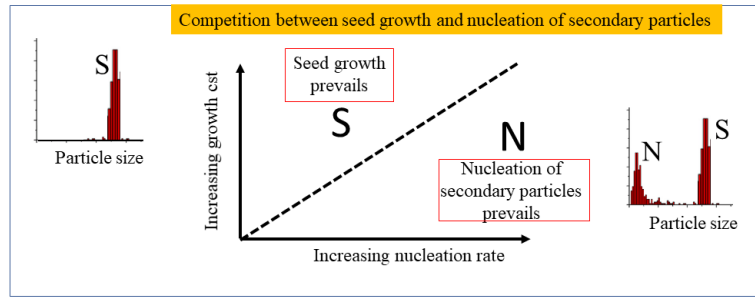 Competition between seed growth and nucleation of secondary particles
S
Particle size
Increasing growth cst
Seed growth
prevails
S
N
Nucleation of
secondary particles
prevails
Increasing nucleation rate
N
S
Particle size